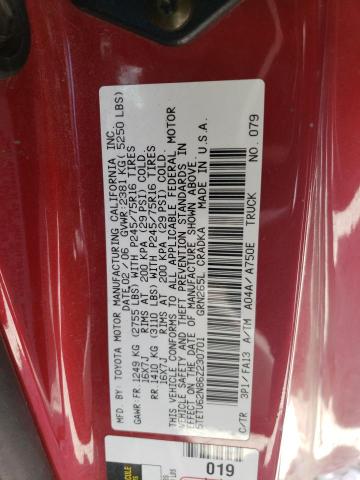 MFD. BY: TOYOTA MOTOR MANUFACTURING CALIFORNIA, INC.
DATE: 02 06 GVWR: 2381 KG( 5250 LBS)
GAWR FR 1249 KG (2755 LBS) WITH P245/75R16 TIRES
16X7J RIMS AT 200 KPA (29 PSI) COLD.
RR 1410 KG (3110 LBS) WITH P245/75R16 TIRES
16X7J RIMS AT 200 KPA (29 PSI) COLD.
THIS VEHICLE CONFORMS TO ALL APPLICABLE FEDERAL MOTOR
VEHICLE SAFETY AND THEFT PREVENTION STANDARDS IN
EFFECT ON THE DATE OF MANUFACTURE SHOWN ABOVE.
5TETU62N86Z230701 GRN265L CRADKA MADE IN U.S.A.
C/TR 3P1/FA13 A/TM A04A/A750E TRUCK NO. 079
019
LBS